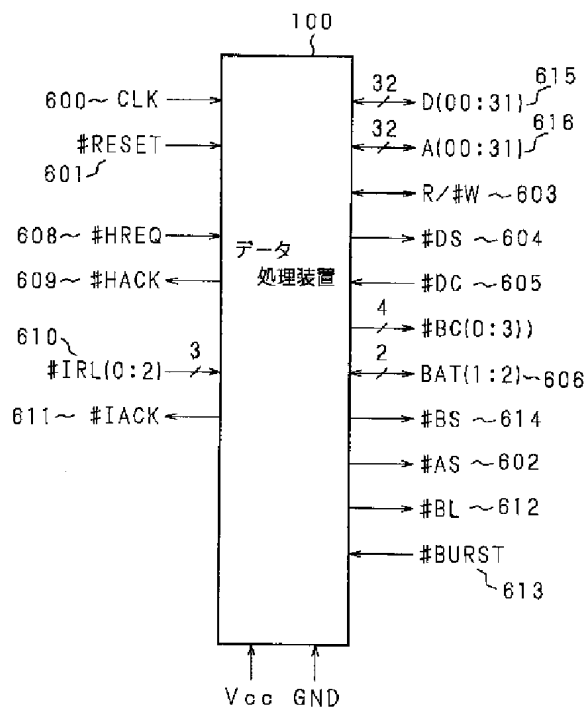 100
600~ CLK
#RESET
601
608~ #HREQ
609~ #HACK
610
3
#IRL(0:2)
611~ #IACK
データ
処理装置
32
D(00:31)
615
32
A(00:31)
616
R/#W ~603
#DS ~604
#DC ~605
4
#BC(0:3))
2
BAT(1:2)~606
#BS ~614
#AS ~602
#BL ~612
#BURST
613
Vcc GND